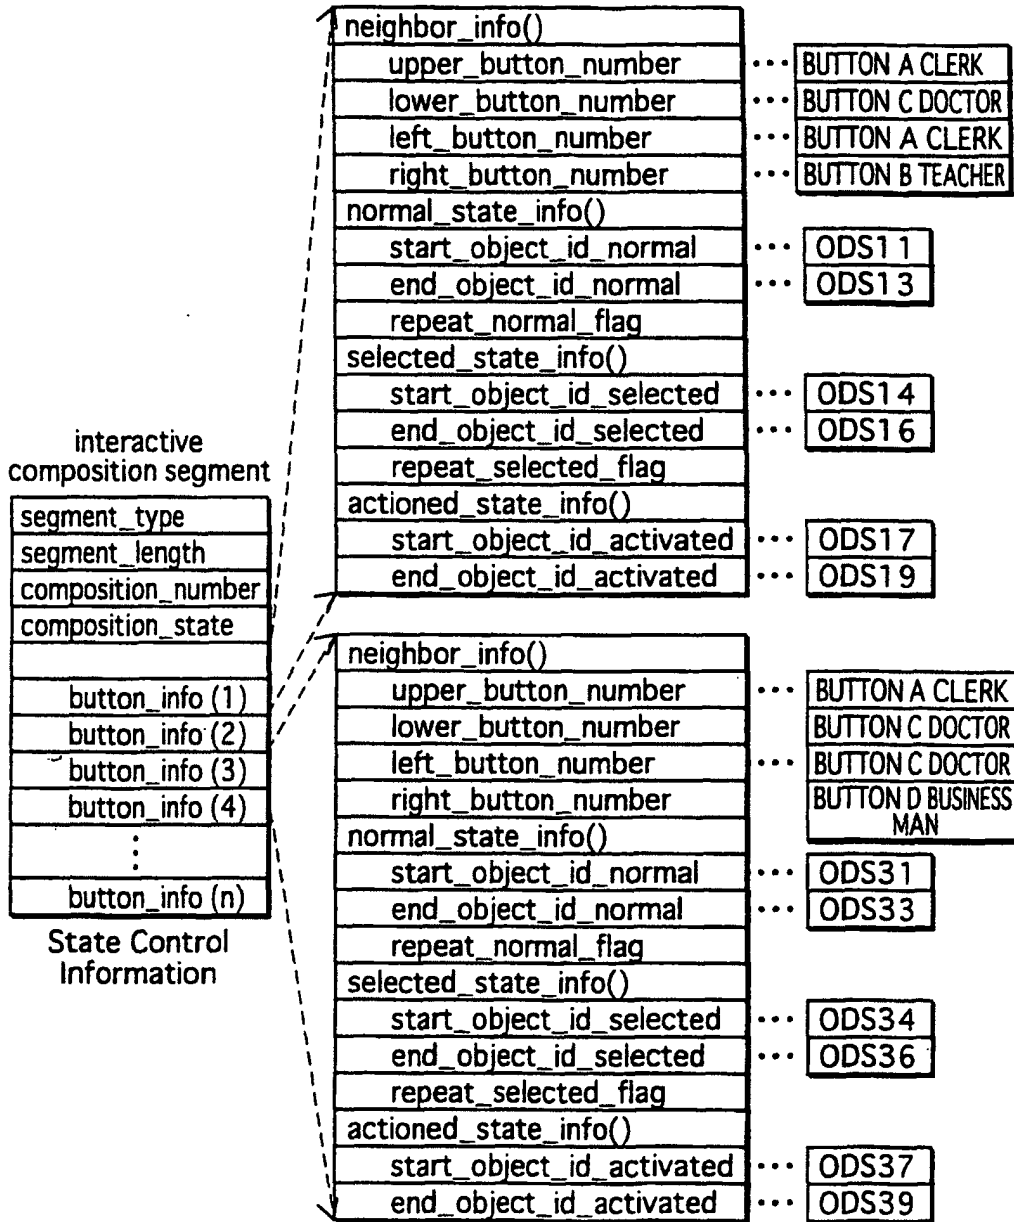 interactive
composition segment
segment_type
segment_length
composition_number
composition_state
button_info (1)
button_info (2)
button_info (3)
button_info (4)
⋮
button_info (n)
State Control
Information
neighbor_info()
upper_button_number ··· BUTTON A CLERK
lower_button_number ··· BUTTON C DOCTOR
left_button_number ··· BUTTON A CLERK
right_button_number ··· BUTTON B TEACHER
normal_state_info()
start_object_id_normal ··· ODS11
end_object_id_normal ··· ODS13
repeat_normal_flag
selected_state_info()
start_object_id_selected ··· ODS14
end_object_id_selected ··· ODS16
repeat_selected_flag
actioned_state_info()
start_object_id_activated ··· ODS17
end_object_id_activated ··· ODS19
neighbor_info()
upper_button_number ··· BUTTON A CLERK
lower_button_number BUTTON C DOCTOR
left_button_number ··· BUTTON C DOCTOR
right_button_number BUTTON D BUSINESS
MAN
normal_state_info()
start_object_id_normal ··· ODS31
end_object_id_normal ··· ODS33
repeat_normal_flag
selected_state_info()
start_object_id_selected ··· ODS34
end_object_id_selected ··· ODS36
repeat_selected_flag
actioned_state_info()
start_object_id_activated ··· ODS37
end_object_id_activated ··· ODS39